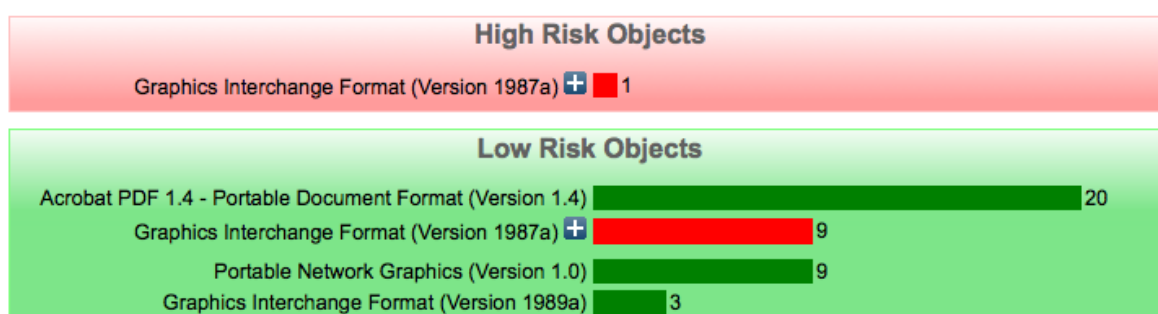 High Risk Objects
Graphics Interchange Format (Version 1987a) 1
Low Risk Objects
Acrobat PDF 1.4 - Portable Document Format (Version 1.4) 20
Graphics Interchange Format (Version 1987a) 9
Portable Network Graphics (Version 1.0) 9
Graphics Interchange Format (Version 1989a) 3